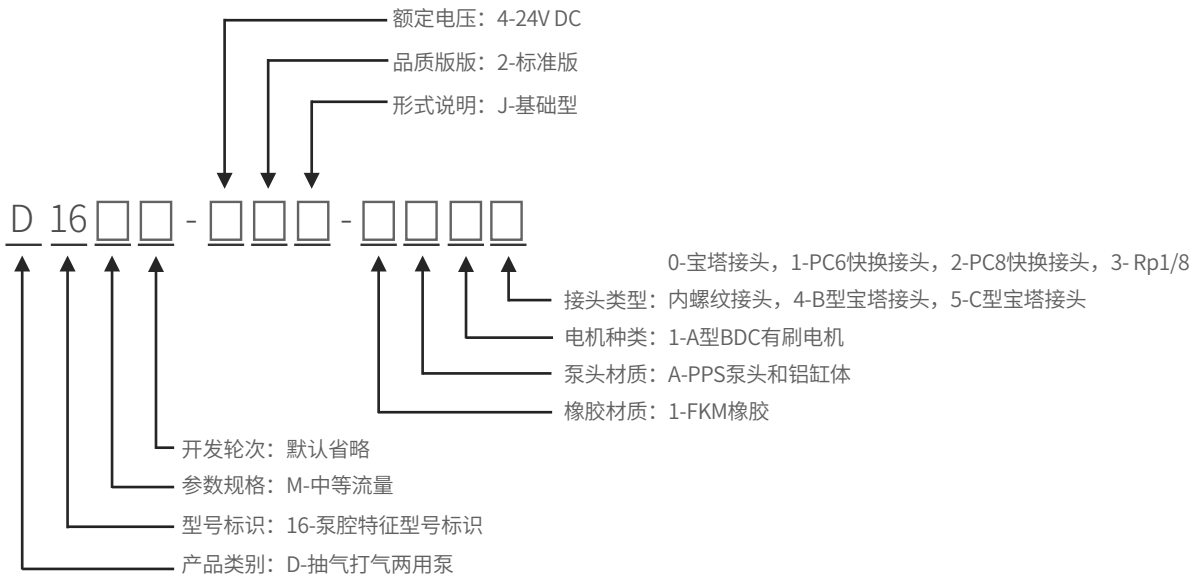 额定电压：4-24V DC
品质版版：2-标准版
形式说明：J-基础型
D 16□□-□□□-□□□□
0-宝塔接头，1-PC6快换接头，2-PC8快换接头，3- Rp1/8
接头类型：内螺纹接头，4-B型宝塔接头，5-C型宝塔接头
电机种类：1-A型BDC有刷电机
泵头材质：A-PPS泵头和铝缸体
橡胶材质：1-FKM橡胶
开发轮次：默认省略
参数规格：M-中等流量
型号标识：16-泵腔特征型号标识
产品类别：D-抽气打气两用泵